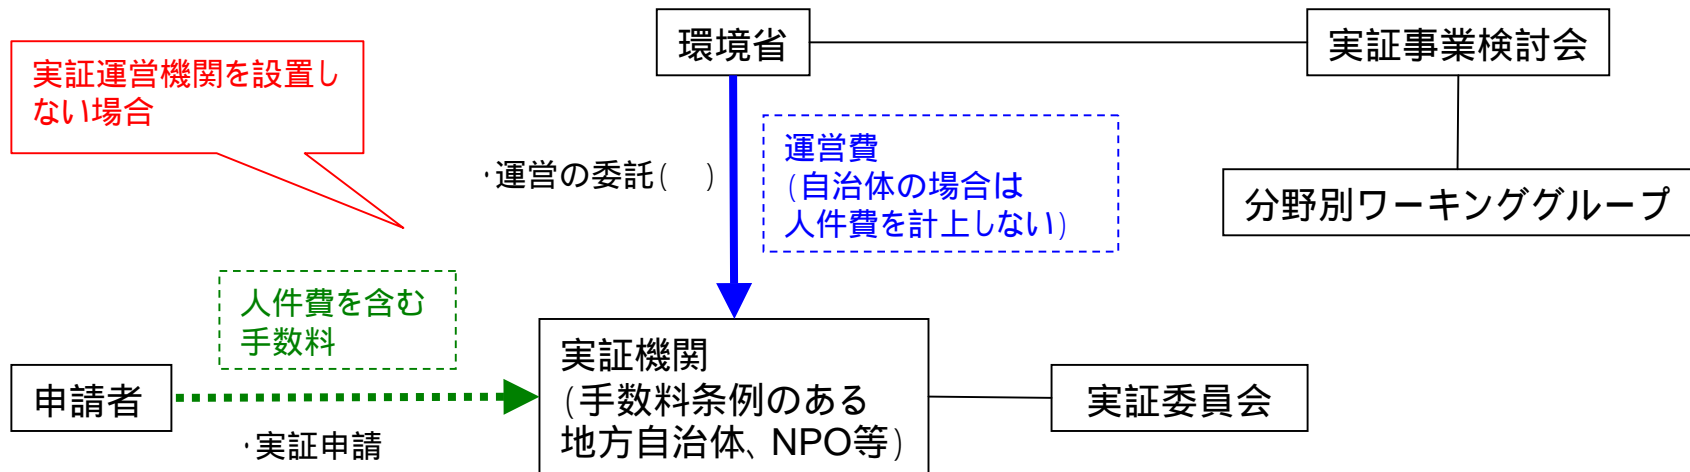 環境省
実証事業検討会
実証運営機関を設置し
ない場合
・運営の委託(　)
運営費
(自治体の場合は
人件費を計上しない)
分野別ワーキンググループ
人件費を含む
手数料
申請者
・実証申請
実証機関
(手数料条例のある
地方自治体、NPO等)
実証委員会